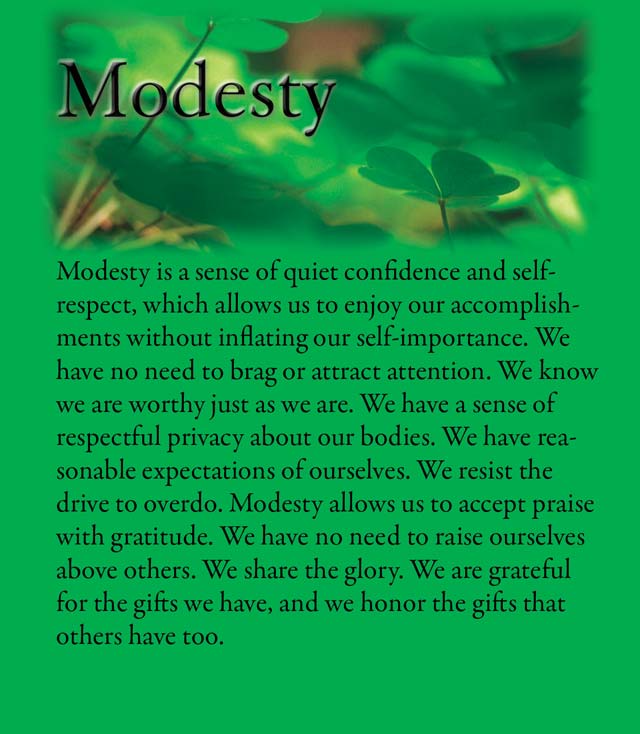 Modesty
Modesty is a sense of quiet confidence and self-
respect, which allows us to enjoy our accomplish-
ments without inflating our self-importance. We
have no need to brag or attract attention. We know
we are worthy just as we are. We have a sense of
respectful privacy about our bodies. We have rea-
sonable expectations of ourselves. We resist the
drive to overdo. Modesty allows us to accept praise
with gratitude. We have no need to raise ourselves
above others. We share the glory. We are grateful
for the gifts we have, and we honor the gifts that
others have too.